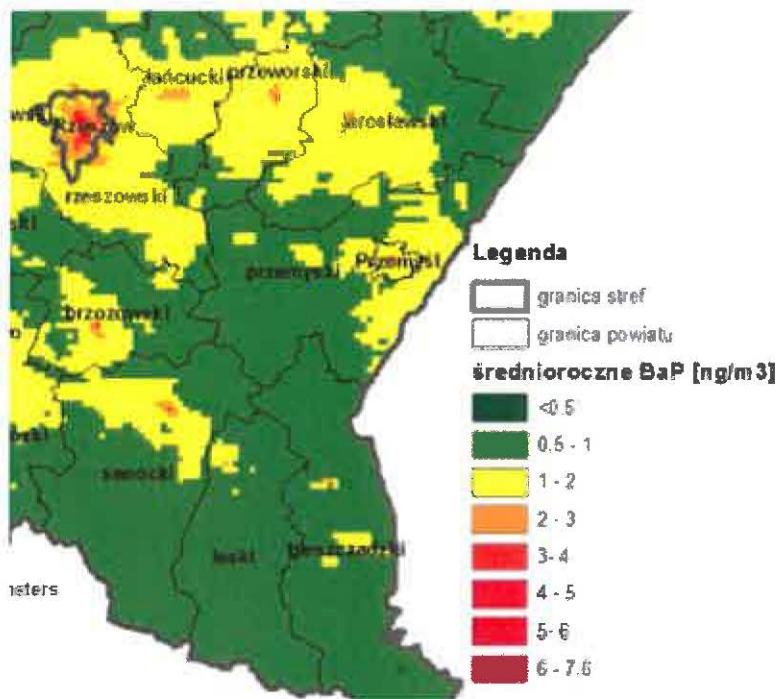 łańcucki
przeworski
Rzeszów
jarosławski
rzeszowski
ski
przemyski
Przemyśl
brzozowski
sanocki
leski
bieszczadzki
Legenda
granica stref
granica powiatu
średnioroczne BaP [ng/m3]
<0.5
0.5 - 1
1 - 2
2 - 3
3- 4
4 - 5
5- 6
6 - 7.6